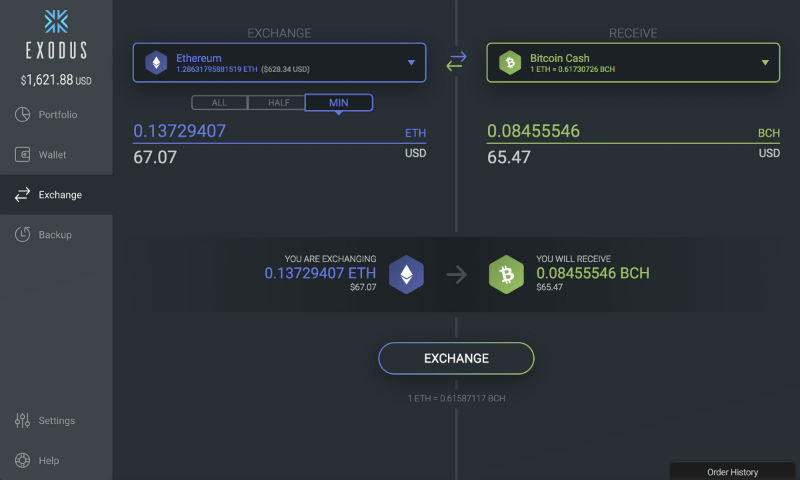 EXODUS
$1,621.88 USD
Portfolio
Wallet
Exchange
Backup
Settings
Help
EXCHANGE
Ethereum
1.28631795881519 ETH ($628.34 USD)
ALL HALF MIN
0.13729407 ETH
67.07 USD
RECEIVE
Bitcoin Cash
1 ETH = 0.61730726 BCH
0.08455546 BCH
65.47 USD
YOU ARE EXCHANGING
0.13729407 ETH
$67.07
YOU WILL RECEIVE
0.08455546 BCH
$65.47
EXCHANGE
1 ETH = 0.61587117 BCH
Order History